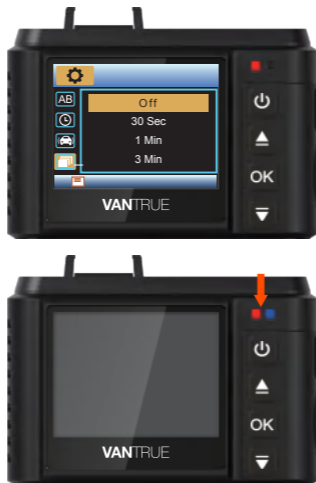 AB
Off
30 Sec
1 Min
3 Min
OK
VANTRUE
OK
VANTRUE